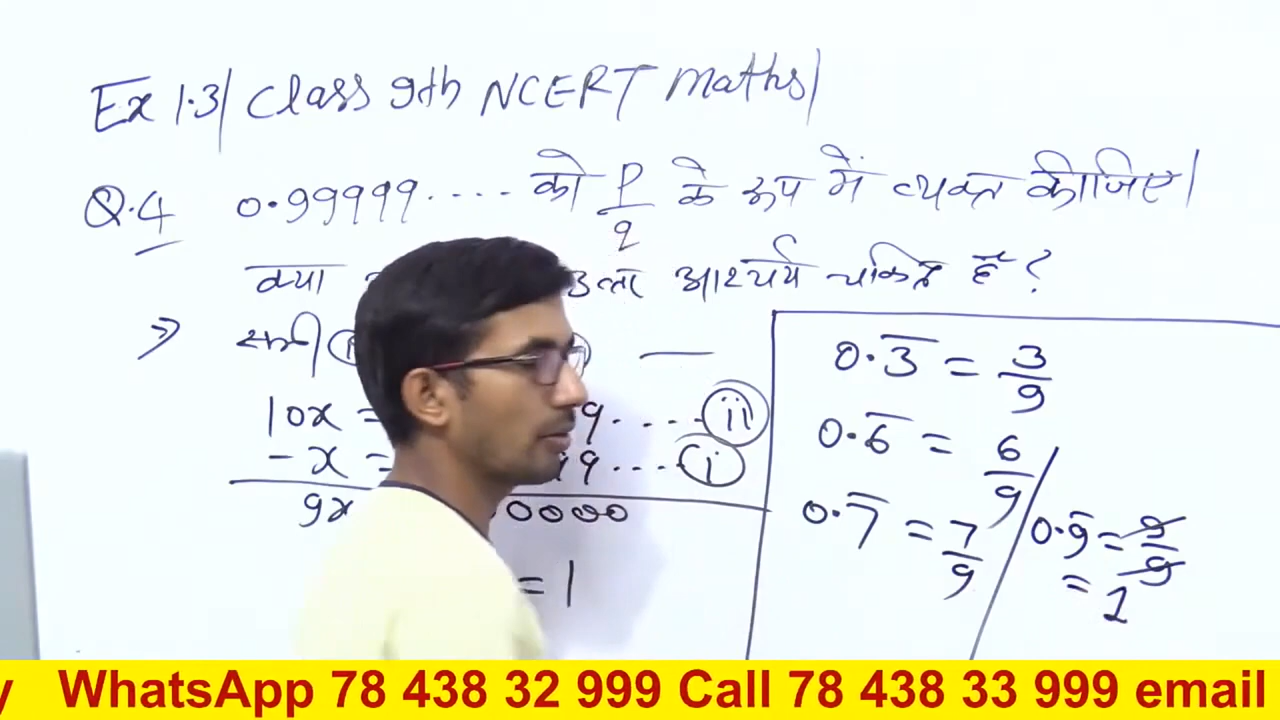 Ex 1.3| Class 9th NCERT Maths|
Q.4 0.99999.... को p/q के रूप में व्यक्त कीजिए।
क्या आश्चर्य चकित है ?
⇒
10x = 9.... (ii)
- x = 99.... (i)
9x 0000
= 1
0.3̅ = 3/9
0.6̅ = 6/9
0.7̅ = 7/9
0.9̅ = 9/9
= 1
WhatsApp 78 438 32 999 Call 78 438 33 999 email